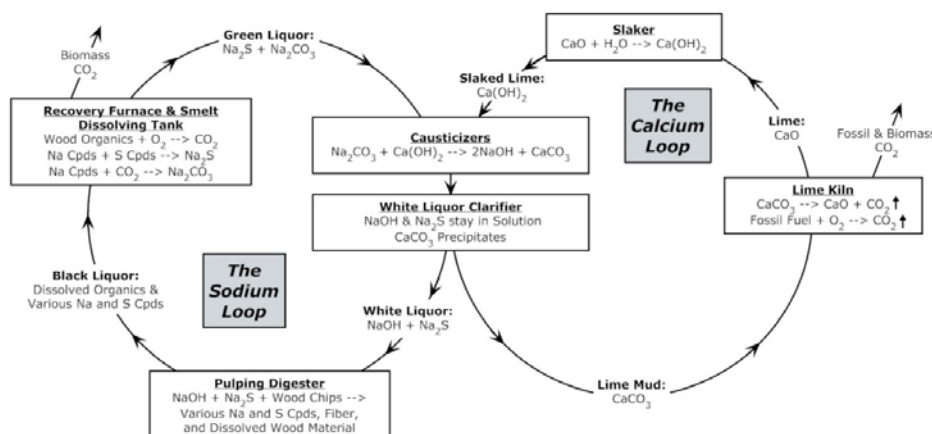 Biomass
CO₂
Green Liquor:
Na₂S + Na₂CO₃
Recovery Furnace & Smelt
Dissolving Tank
Wood Organics + O₂ --> CO₂
Na Cpds + S Cpds --> Na₂S
Na Cpds + CO₂ --> Na₂CO₃
Slaker
CaO + H₂O --> Ca(OH)₂
Slaked Lime:
Ca(OH)₂
Causticizers
Na₂CO₃ + Ca(OH)₂ --> 2NaOH + CaCO₃
The
Calcium
Loop
Lime:
CaO
Fossil & Biomass
CO₂
Lime Kiln
CaCO₃ --> CaO + CO₂↑
Fossil Fuel + O₂ --> CO₂↑
White Liquor Clarifier
NaOH & Na₂S stay in Solution
CaCO₃ Precipitates
Black Liquor:
Dissolved Organics &
Various Na and S Cpds
The
Sodium
Loop
White Liquor:
NaOH + Na₂S
Pulping Digester
NaOH + Na₂S + Wood Chips -->
Various Na and S Cpds, Fiber,
and Dissolved Wood Material
Lime Mud:
CaCO₃